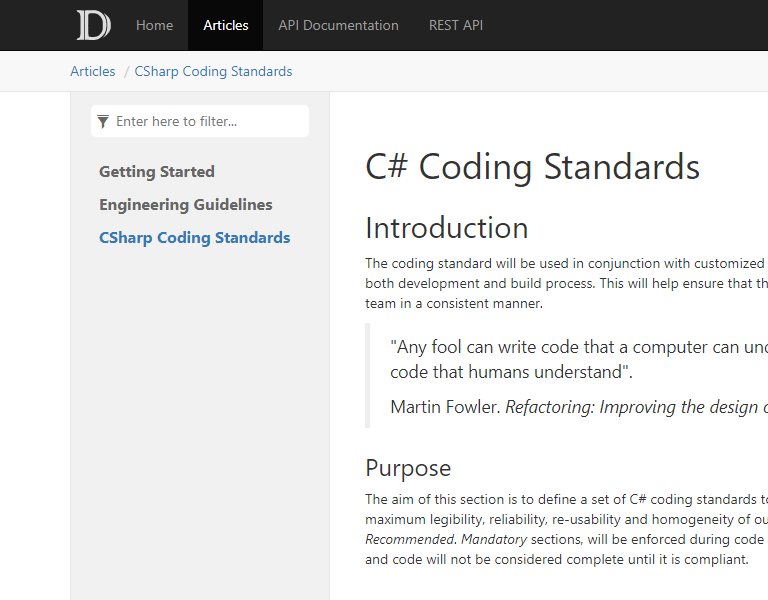 D Home Articles API Documentation REST API
Articles / CSharp Coding Standards
Enter here to filter...
Getting Started
Engineering Guidelines
CSharp Coding Standards
C# Coding Standards
Introduction
The coding standard will be used in conjunction with customized
both development and build process. This will help ensure that th
team in a consistent manner.
"Any fool can write code that a computer can und
code that humans understand".
Martin Fowler. Refactoring: Improving the design o
Purpose
The aim of this section is to define a set of C# coding standards to
maximum legibility, reliability, re-usability and homogeneity of ou
Recommended. Mandatory sections, will be enforced during code
and code will not be considered complete until it is compliant.